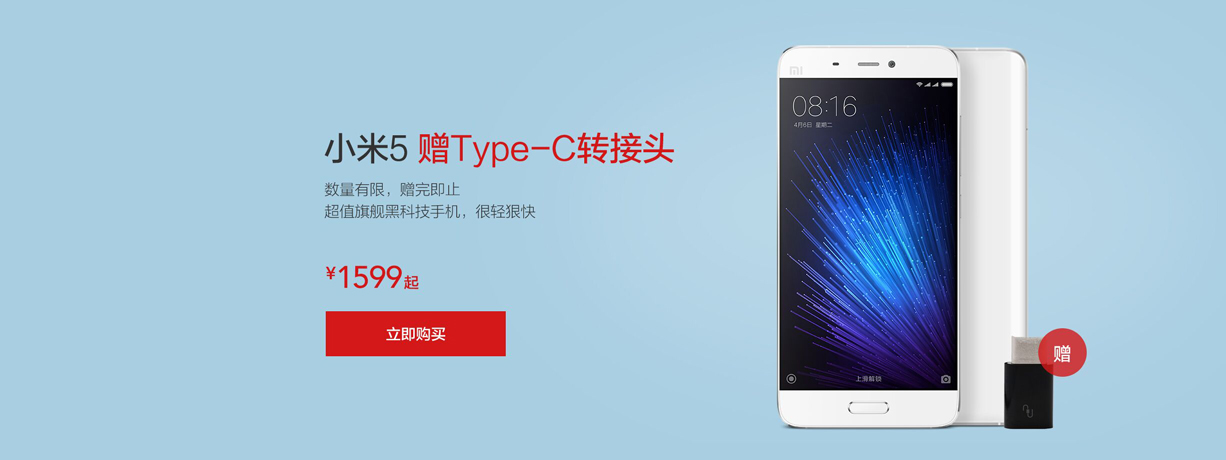 小米5 赠Type-C转接头
数量有限，赠完即止
超值旗舰黑科技手机，很轻狠快
¥1599起
立即购买
mi
08:16
4月6日 星期二
上滑解锁
赠